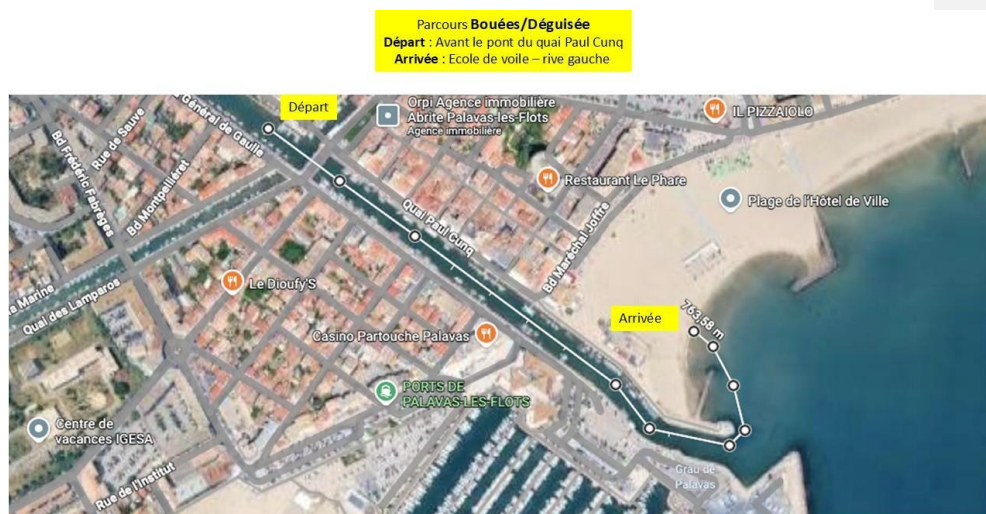 Parcours Bouées/Déguisée
Départ : Avant le pont du quai Paul Cunq
Arrivée : Ecole de voile – rive gauche
Départ
Général de Gaulle
Orpi Agence immobilière
Abrite Palavas-les-Flots
Agence immobilière
IL PIZZAIOLO
Rue de Sauve
Bd Frédéric Fabrèges
Bd Montpelliéret
Restaurant Le Phare
Plage de l'Hôtel de Ville
Quai Paul Cunq
Bd Maréchal Joffre
Le Dioufy'S
Marine
Quai des Lamparos
Arrivée
763,58 m
Casino Partouche Palavas
PORTS DE
PALAVAS-LES-FLOTS
Centre de
vacances IGESA
Rue de l'Institut
Grau de
Palavas